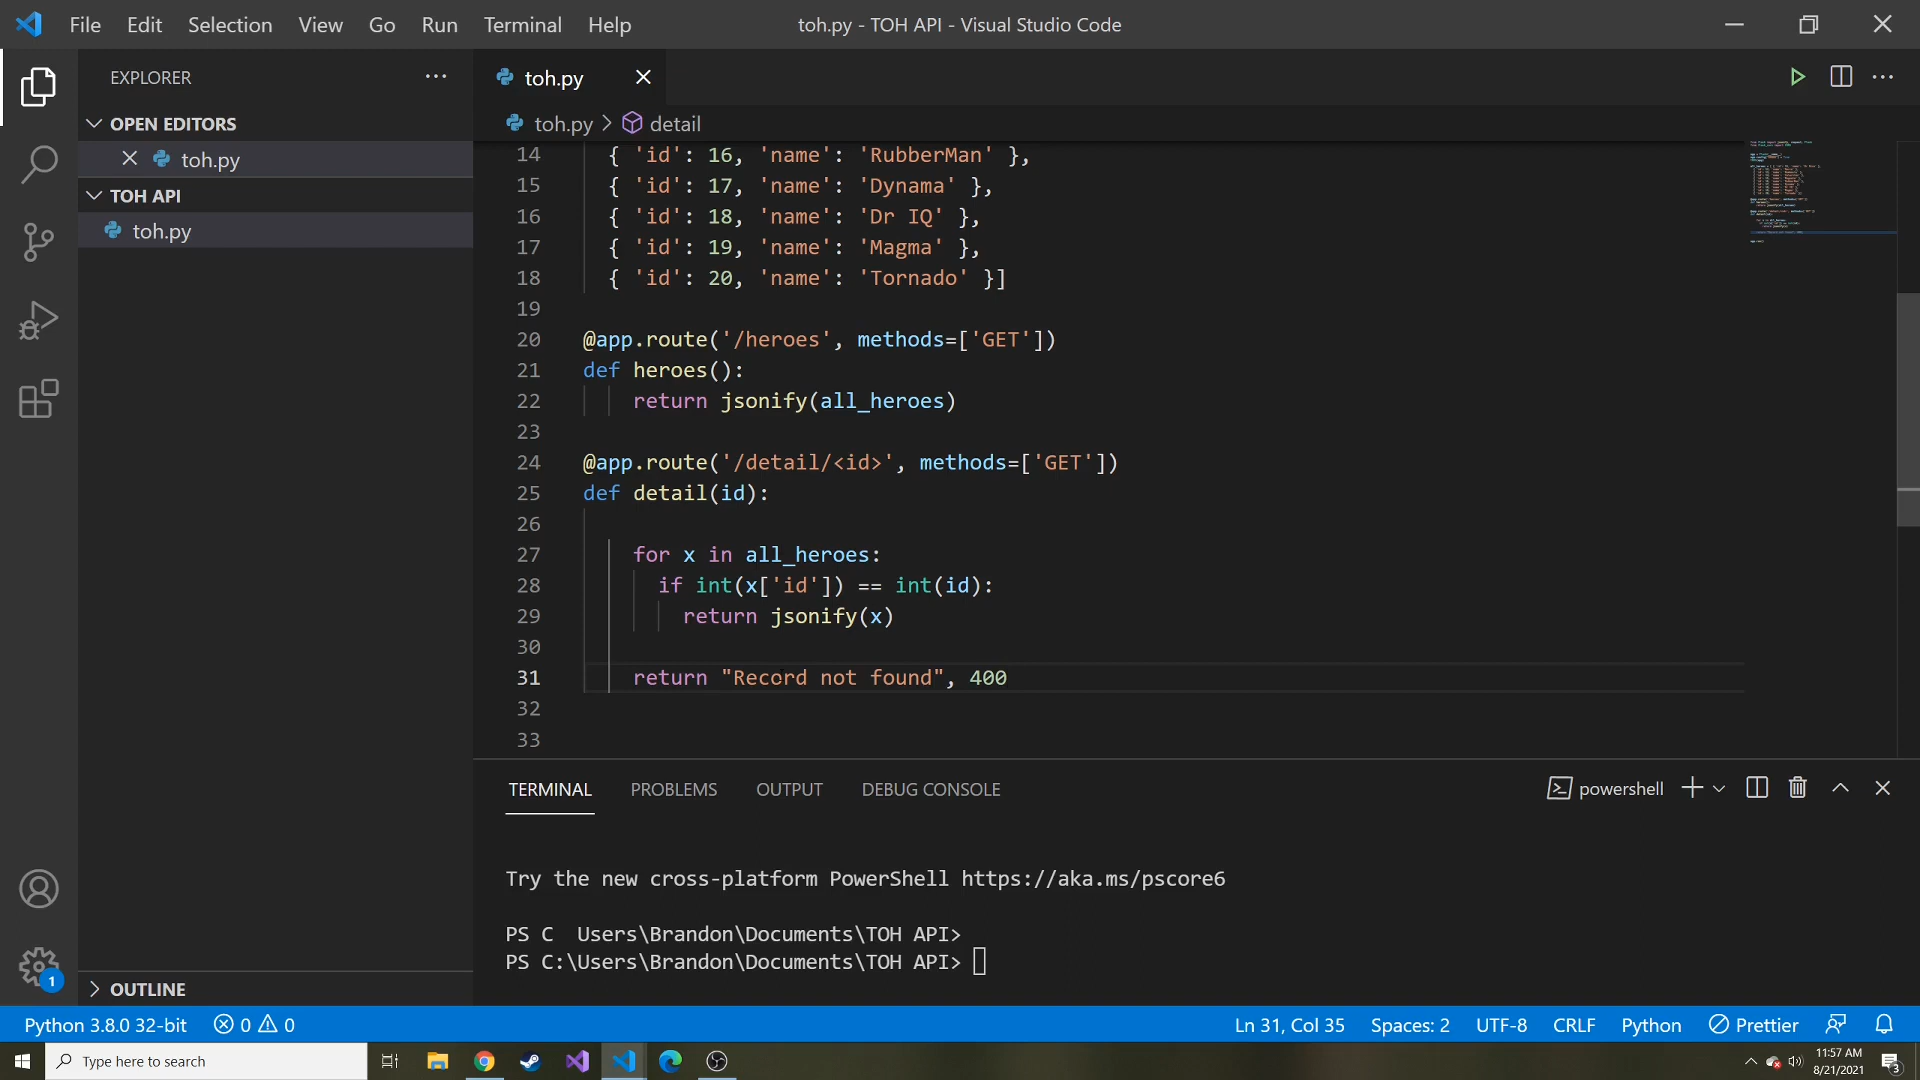 File Edit Selection View Go Run Terminal Help toh.py - TOH API - Visual Studio Code
EXPLORER
OPEN EDITORS
toh.py
TOH API
toh.py
OUTLINE
toh.py
toh.py > detail
14 { 'id': 16, 'name': 'RubberMan' },
15 { 'id': 17, 'name': 'Dynama' },
16 { 'id': 18, 'name': 'Dr IQ' },
17 { 'id': 19, 'name': 'Magma' },
18 { 'id': 20, 'name': 'Tornado' }]
19
20 @app.route('/heroes', methods=['GET'])
21 def heroes():
22 return jsonify(all_heroes)
23
24 @app.route('/detail/<id>', methods=['GET'])
25 def detail(id):
26
27 for x in all_heroes:
28 if int(x['id']) == int(id):
29 return jsonify(x)
30
31 return "Record not found", 400
32
33
TERMINAL PROBLEMS OUTPUT DEBUG CONSOLE powershell
Try the new cross-platform PowerShell https://aka.ms/pscore6
PS C Users\Brandon\Documents\TOH API>
PS C:\Users\Brandon\Documents\TOH API>
1
Python 3.8.0 32-bit 0 0 Ln 31, Col 35 Spaces: 2 UTF-8 CRLF Python Prettier
Type here to search
11:57 AM
8/21/2021
3